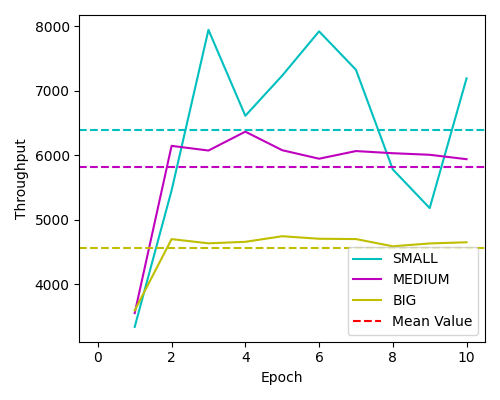 8000
7000
6000
5000
4000
Throughput
SMALL
MEDIUM
BIG
Mean Value
0 2 4 6 8 10
Epoch